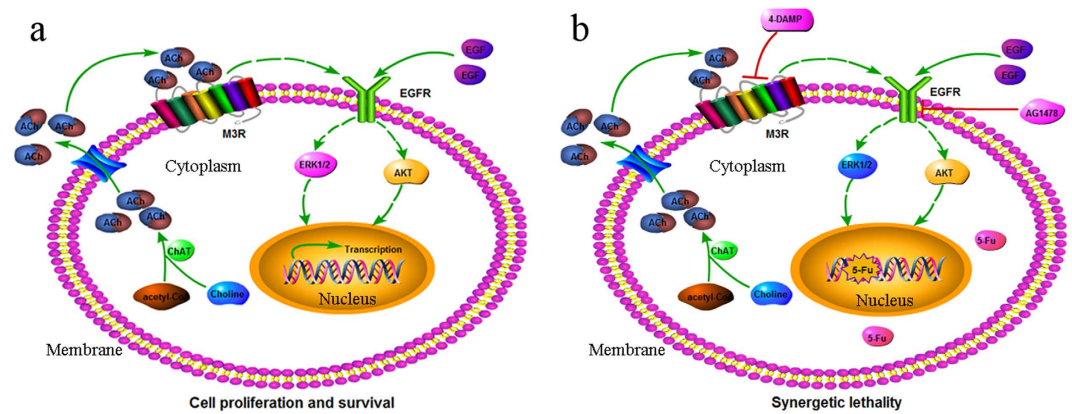 a
ACh
ACh
ACh
EGF
EGF
EGFR
M3R
ACh
ACh
ACh
Cytoplasm
ERK1/2
AKT
ACh
ACh
ACh
ChAT
acetyl-Co
Choline
Transcription
Nucleus
Membrane
Cell proliferation and survival
b
4-DAMP
ACh
ACh
ACh
EGF
EGF
EGFR
AG1478
M3R
ACh
ACh
ACh
Cytoplasm
ERK1/2
AKT
ACh
ACh
ACh
ChAT
acetyl-Co
Choline
5-Fu
5-Fu
Nucleus
5-Fu
Membrane
Synergetic lethality